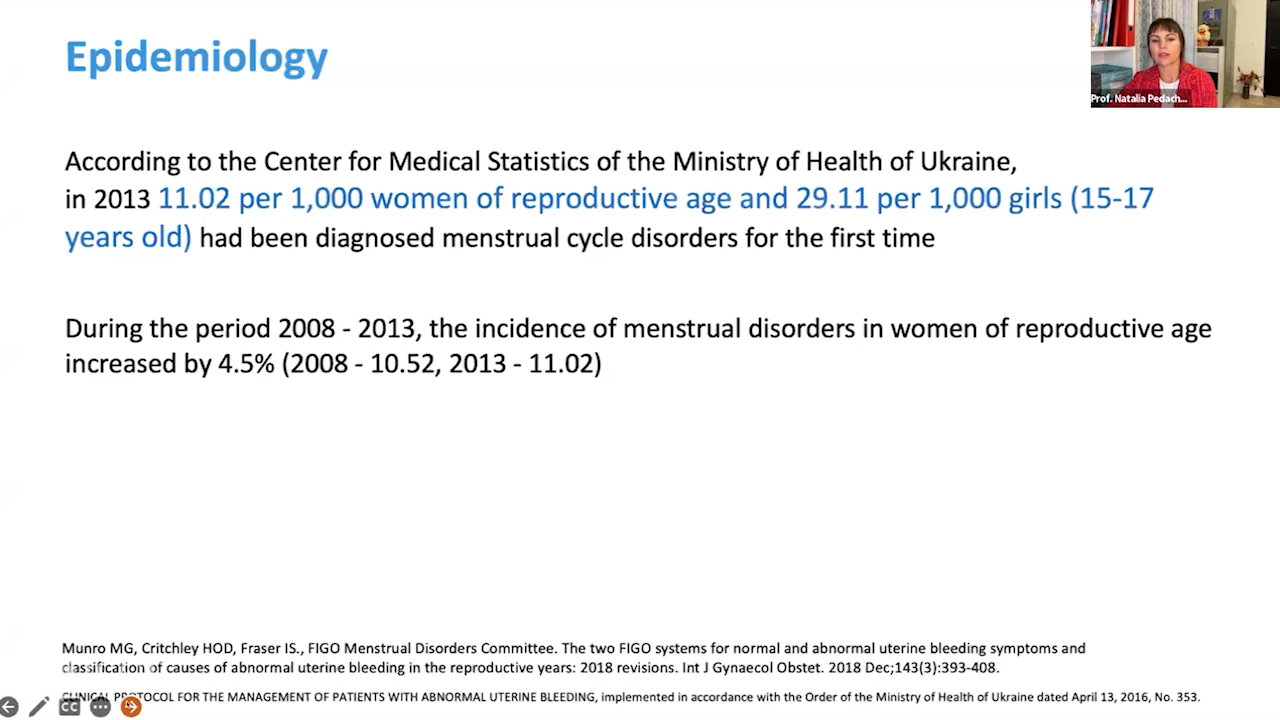 Epidemiology
Prof. Natalia Pedach...
According to the Center for Medical Statistics of the Ministry of Health of Ukraine,
in 2013 11.02 per 1,000 women of reproductive age and 29.11 per 1,000 girls (15-17
years old) had been diagnosed menstrual cycle disorders for the first time
During the period 2008 - 2013, the incidence of menstrual disorders in women of reproductive age
increased by 4.5% (2008 - 10.52, 2013 - 11.02)
Munro MG, Critchley HOD, Fraser IS., FIGO Menstrual Disorders Committee. The two FIGO systems for normal and abnormal uterine bleeding symptoms and
classification of causes of abnormal uterine bleeding in the reproductive years: 2018 revisions. Int J Gynaecol Obstet. 2018 Dec;143(3):393-408.
CLINICAL PROTOCOL FOR THE MANAGEMENT OF PATIENTS WITH ABNORMAL UTERINE BLEEDING, implemented in accordance with the Order of the Ministry of Health of Ukraine dated April 13, 2016, No. 353.
CC